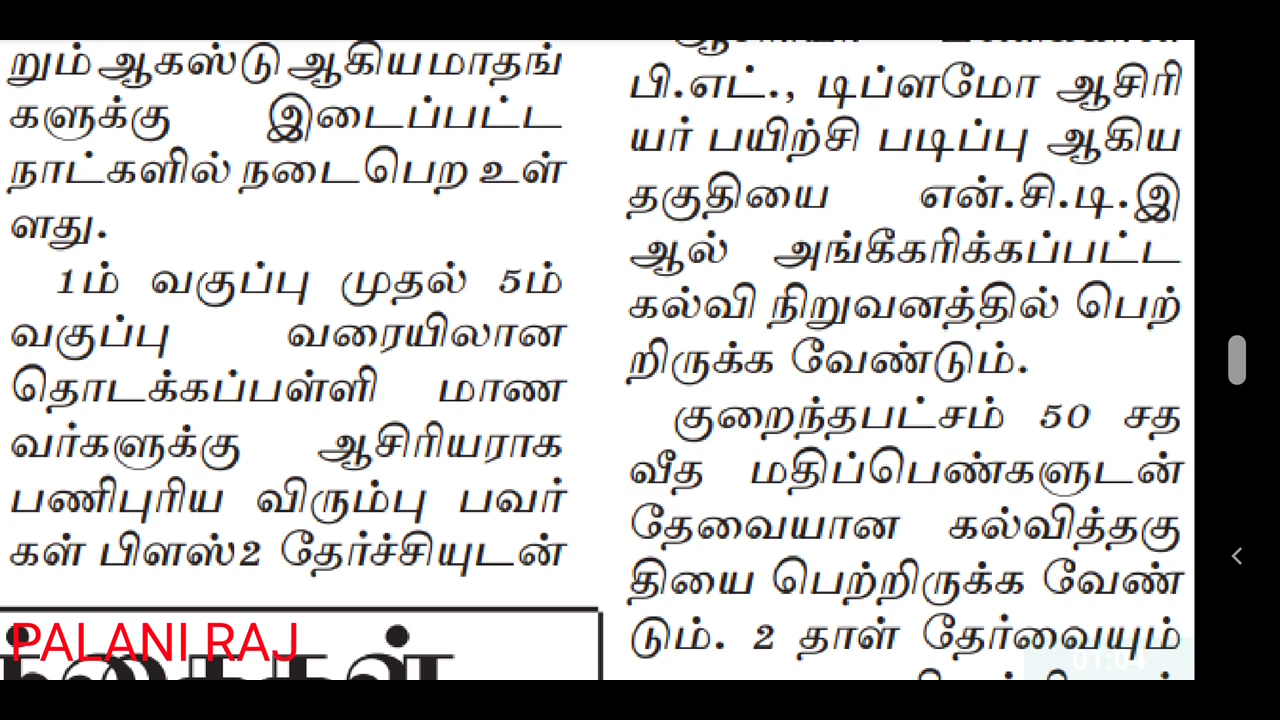 றும் ஆகஸ்டு ஆகிய மாதங்
களுக்கு இடைப்பட்ட
நாட்களில் நடைபெற உள்
ளது.
1ம் வகுப்பு முதல் 5ம்
வகுப்பு வரையிலான
தொடக்கப்பள்ளி மாண
வர்களுக்கு ஆசிரியராக
பணிபுரிய விரும்பு பவர்
கள் பிளஸ்2 தேர்ச்சியுடன்
பி.எட்., டிப்ளமோ ஆசிரி
யர் பயிற்சி படிப்பு ஆகிய
தகுதியை என்.சி.டி.இ
ஆல் அங்கீகரிக்கப்பட்ட
கல்வி நிறுவனத்தில் பெற்
றிருக்க வேண்டும்.
குறைந்தபட்சம் 50 சத
வீத மதிப்பெண்களுடன்
தேவையான கல்வித்தகு
தியை பெற்றிருக்க வேண்
டும். 2 தாள் தேர்வையும்
PALANI RAJ
01:04